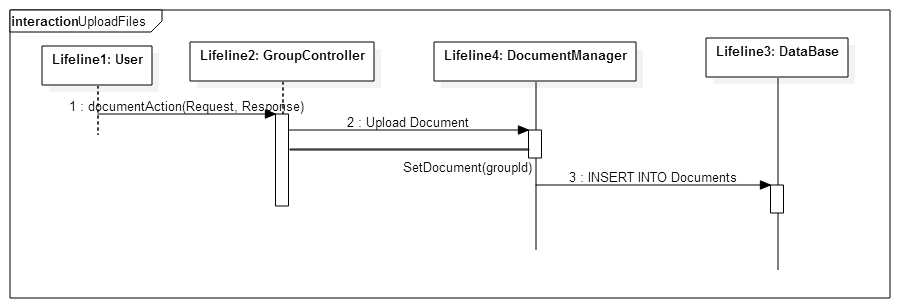 interactionUploadFiles
Lifeline1: User
Lifeline2: GroupController
Lifeline4: DocumentManager
Lifeline3: DataBase
1 : documentAction(Request, Response)
2 : Upload Document
SetDocument(groupId)
3 : INSERT INTO Documents